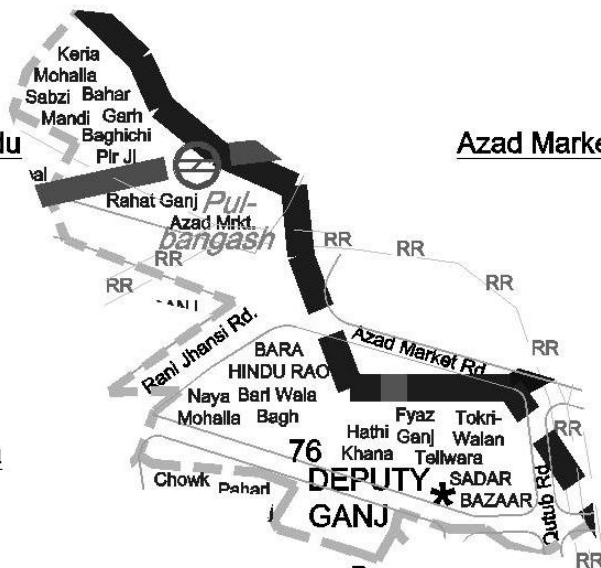 Keria
Mohalla
Sabzi Bahar
Mandi Garh
Baghichi
Pir Ji
du
Azad Marke
Rahat Ganj
Pul-
bangash
Azad Mrkt.
RR
RR
RR
RR
RR
Rani Jhansi Rd.
Azad Market Rd
RR
BARA
HINDU RAO
Naya Bari Wala
Mohalla Bagh
Fyaz
Ganj
Tokri-
Walan
Hathi
Khana
Teliwara
RR
76
DEPUTY
GANJ
SADAR
BAZAAR
Qutub Rd
Chowk
Pahari
RR